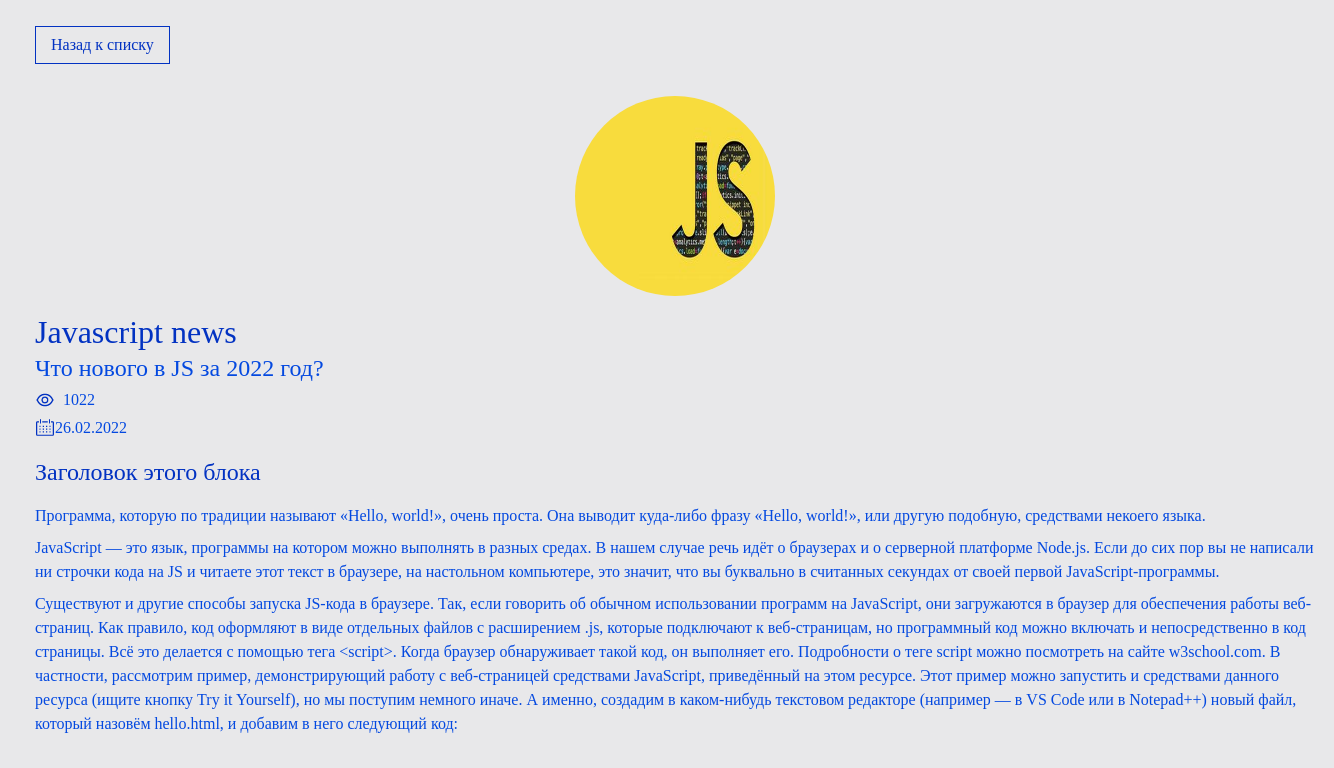 Назад к списку
JS
Javascript news
Что нового в JS за 2022 год?
1022
26.02.2022
Заголовок этого блока
Программа, которую по традиции называют «Hello, world!», очень проста. Она выводит куда-либо фразу «Hello, world!», или другую подобную, средствами некоего языка.
JavaScript — это язык, программы на котором можно выполнять в разных средах. В нашем случае речь идёт о браузерах и о серверной платформе Node.js. Если до сих пор вы не написали
ни строчки кода на JS и читаете этот текст в браузере, на настольном компьютере, это значит, что вы буквально в считанных секундах от своей первой JavaScript-программы.
Существуют и другие способы запуска JS-кода в браузере. Так, если говорить об обычном использовании программ на JavaScript, они загружаются в браузер для обеспечения работы веб-
страниц. Как правило, код оформляют в виде отдельных файлов с расширением .js, которые подключают к веб-страницам, но программный код можно включать и непосредственно в код
страницы. Всё это делается с помощью тега <script>. Когда браузер обнаруживает такой код, он выполняет его. Подробности о теге script можно посмотреть на сайте w3school.com. В
частности, рассмотрим пример, демонстрирующий работу с веб-страницей средствами JavaScript, приведённый на этом ресурсе. Этот пример можно запустить и средствами данного
ресурса (ищите кнопку Try it Yourself), но мы поступим немного иначе. А именно, создадим в каком-нибудь текстовом редакторе (например — в VS Code или в Notepad++) новый файл,
который назовём hello.html, и добавим в него следующий код: